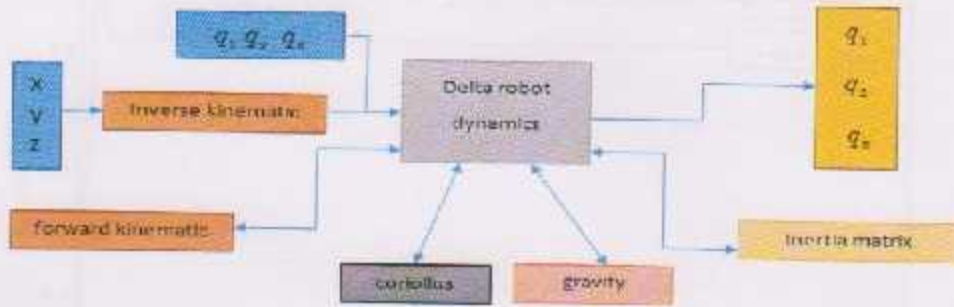 q₁ q₂ q₃
X
Y
Z
Inverse kinematic
Delta robot
dynamics
q₁
q₂
q₃
forward kinematic
coriollus
gravity
Inertia matrix